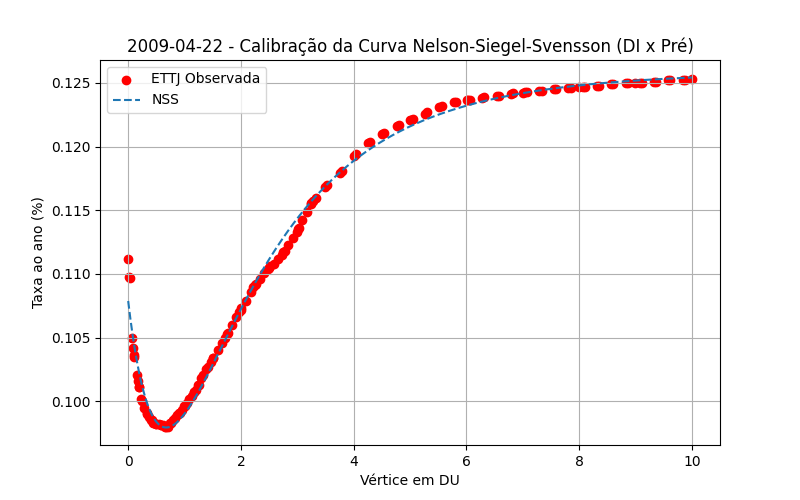 2009-04-22 - Calibração da Curva Nelson-Siegel-Svensson (DI x Pré)
ETTJ Observada
NSS
Taxa ao ano (%)
0.125
0.120
0.115
0.110
0.105
0.100
0 2 4 6 8 10
Vértice em DU